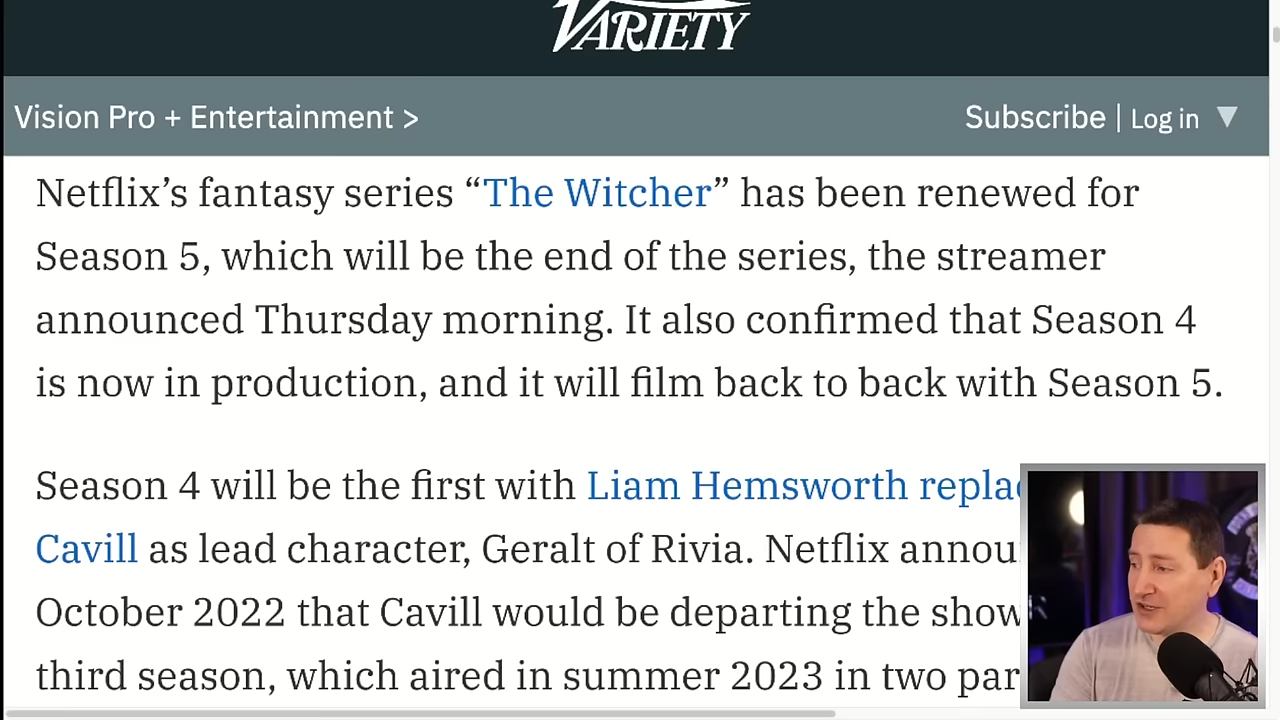 VARIETY
Vision Pro + Entertainment >
Subscribe | Log in ▼
Netflix’s fantasy series “The Witcher” has been renewed for
Season 5, which will be the end of the series, the streamer
announced Thursday morning. It also confirmed that Season 4
is now in production, and it will film back to back with Season 5.
Season 4 will be the first with Liam Hemsworth replac
Cavill as lead character, Geralt of Rivia. Netflix annou
October 2022 that Cavill would be departing the show
third season, which aired in summer 2023 in two par